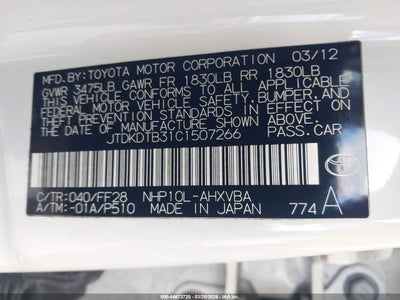 MFD.BY: TOYOTA MOTOR CORPORATION 03/12
GVWR 3475LB GAWR FR 1830LB RR 1830LB
THIS VEHICLE CONFORMS TO ALL APPLICABLE
FEDERAL MOTOR VEHICLE SAFETY, BUMPER, AND
THEFT PREVENTION STANDARDS IN EFFECT ON
THE DATE OF MANUFACTURE SHOWN ABOVE.
JTDKDTB31C1507266 PASS.CAR
C/TR:040/FF28 NHP10L-AHXVBA
A/TM:-01A/P510 MADE IN JAPAN 774 A